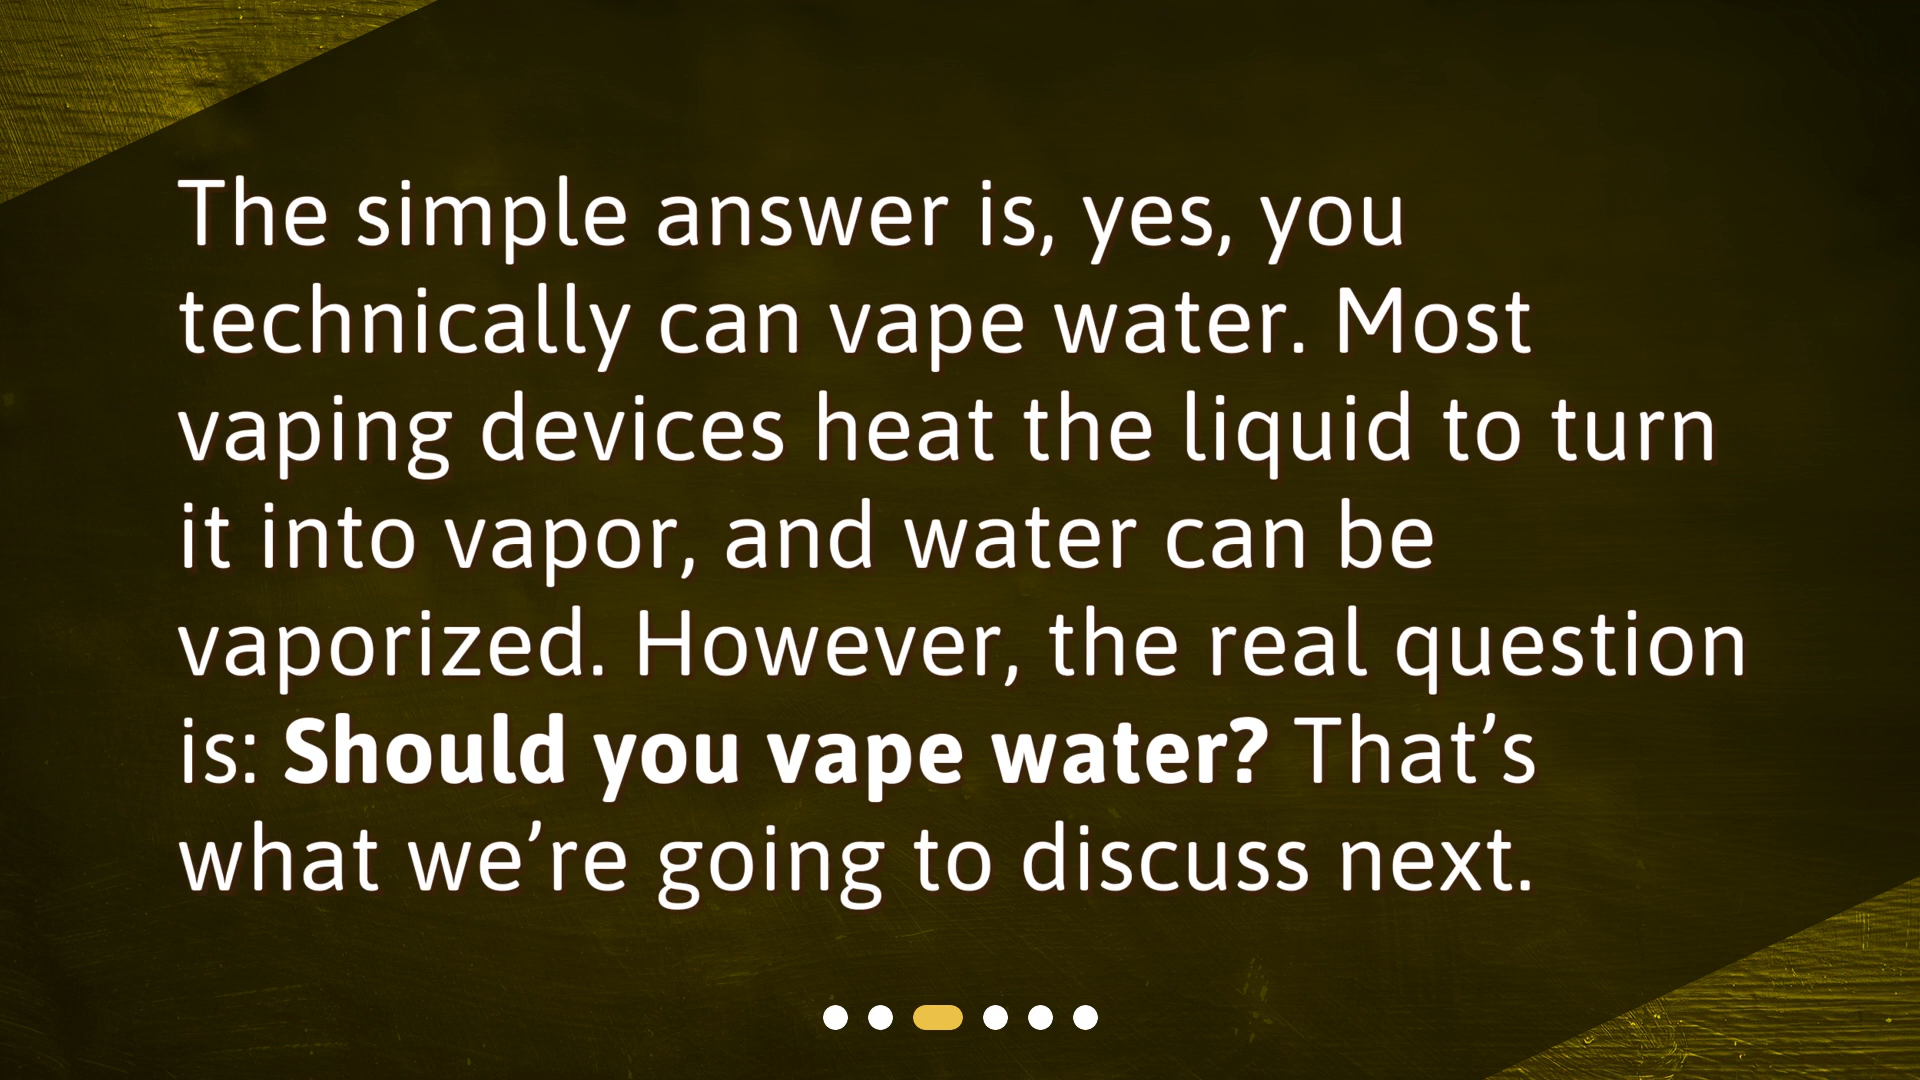 The simple answer is, yes, you
technically can vape water. Most
vaping devices heat the liquid to turn
it into vapor, and water can be
vaporized. However, the real question
is: Should you vape water? That’s
what we’re going to discuss next.